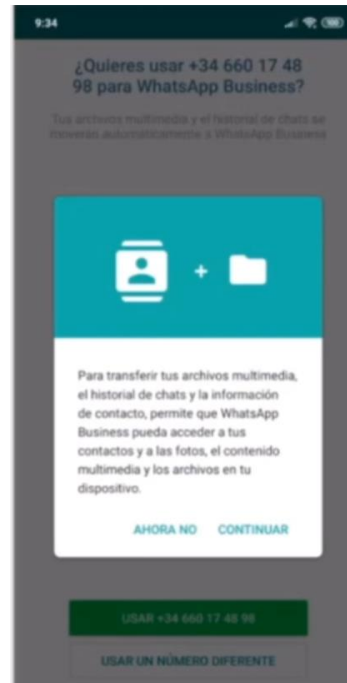 9:34
¿Quieres usar +34 660 17 48
98 para WhatsApp Business?
Tus archivos multimedia y el historial de chats se
moverán automáticamente a WhatsApp Business
+
Para transferir tus archivos multimedia,
el historial de chats y la información
de contacto, permite que WhatsApp
Business pueda acceder a tus
contactos y a las fotos, el contenido
multimedia y los archivos en tu
dispositivo.
AHORA NO CONTINUAR
USAR +34 660 17 48 98
USAR UN NÚMERO DIFERENTE